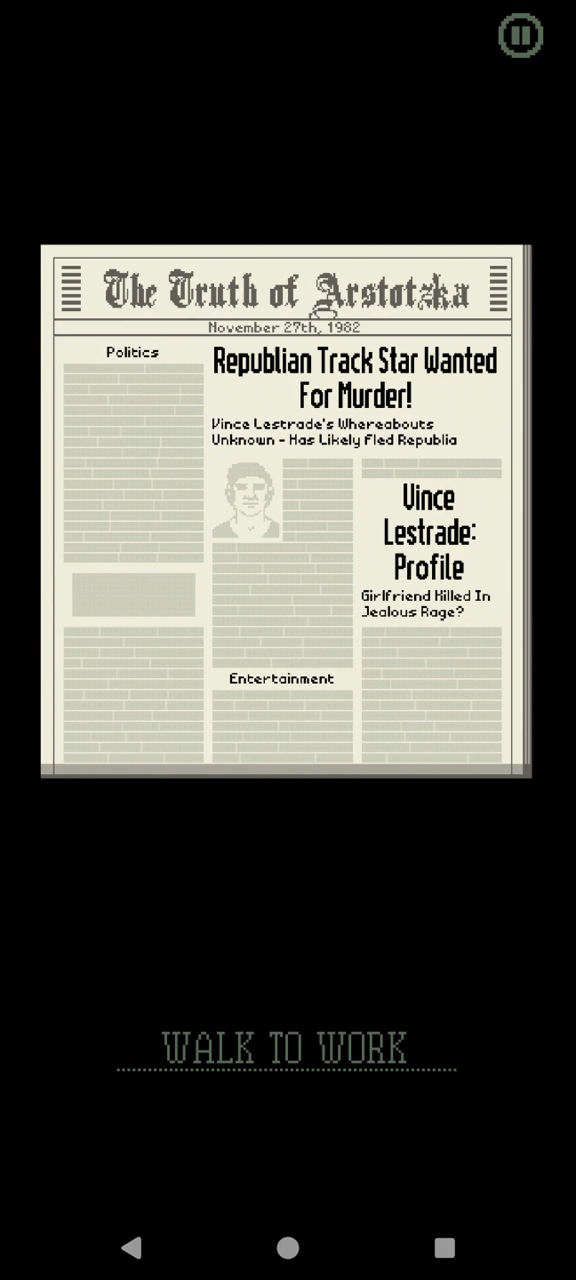 The Truth of Arstotzka
November 27th, 1982
Politics
Republian Track Star Wanted
For Murder!
Vince Lestrade's Whereabouts
Unknown - Has Likely Fled Republia
Vince
Lestrade:
Profile
Girlfriend Killed In
Jealous Rage?
Entertainment
WALK TO WORK